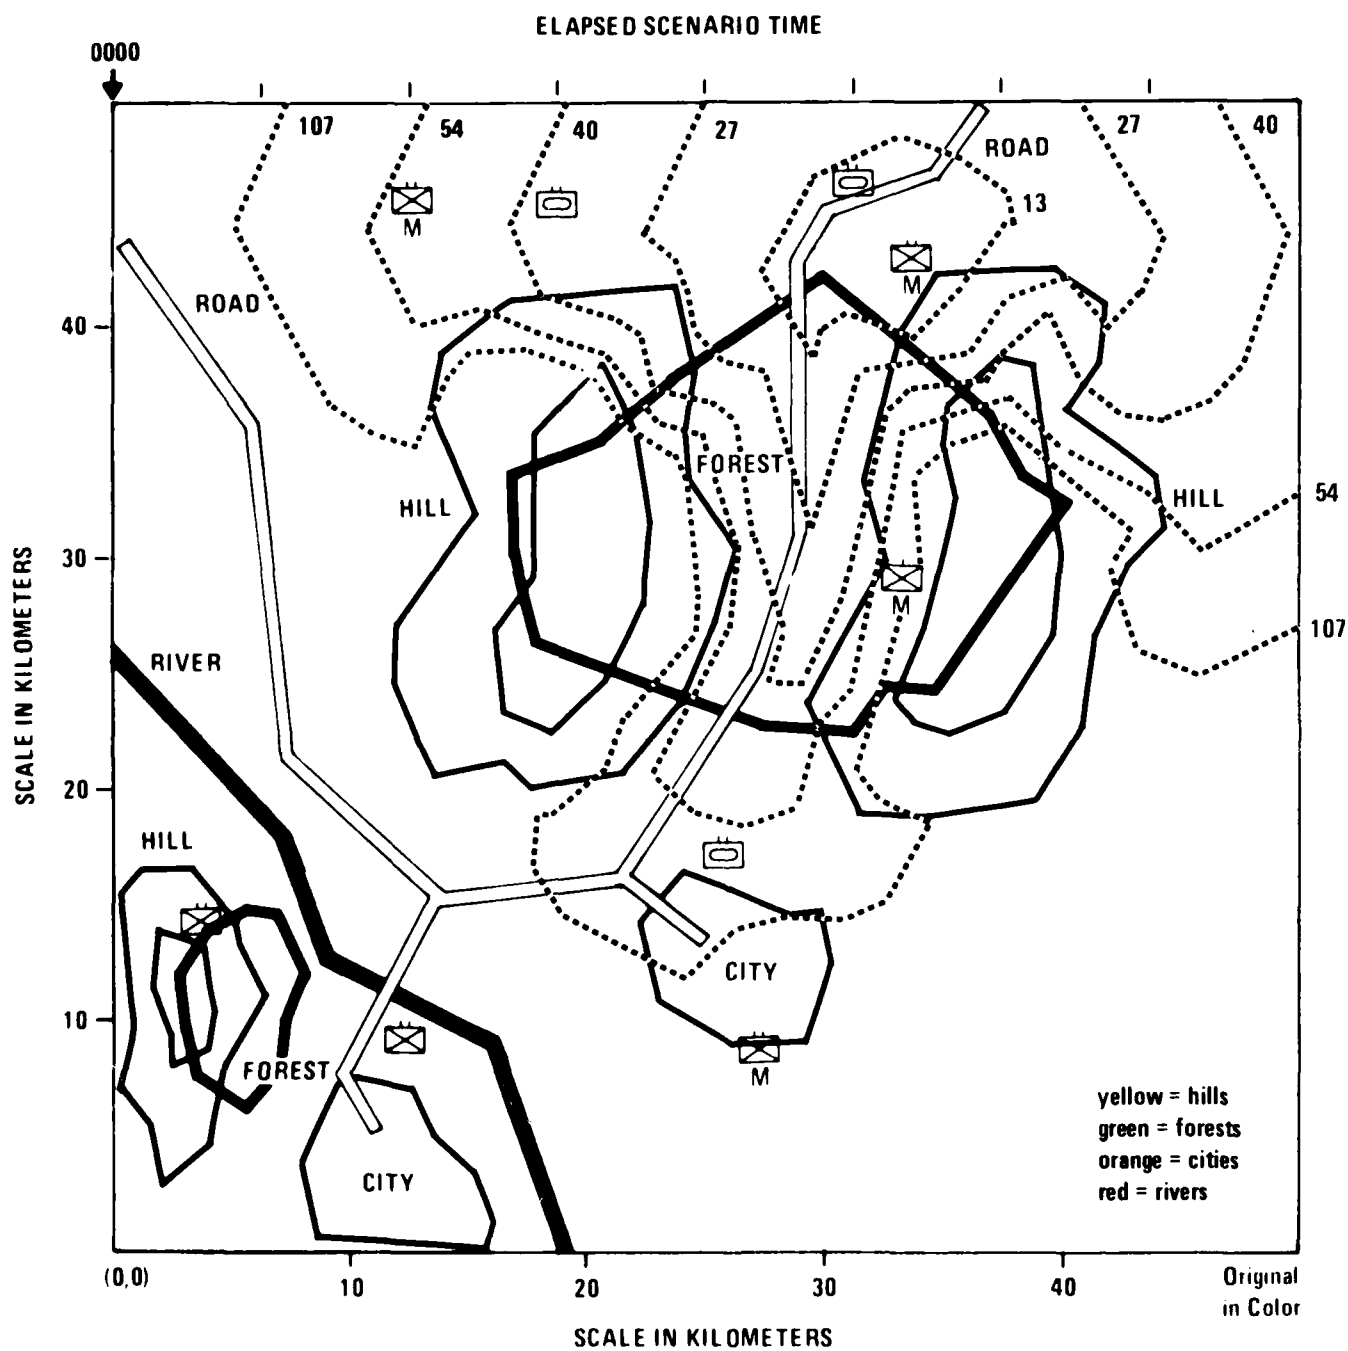 ELAPSED SCENARIO TIME
0000
107
54
40
27
27
40
ROAD
13
M
M
ROAD
40
FOREST
HILL
HILL
54
30
M
107
RIVER
SCALE IN KILOMETERS
20
HILL
CITY
10
FOREST
M
yellow = hills
green = forests
orange = cities
red = rivers
CITY
(0,0)
10
20
30
40
Original
in Color
SCALE IN KILOMETERS